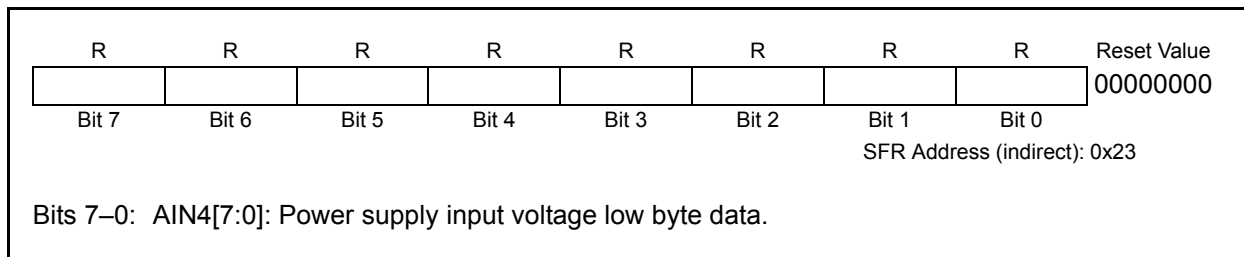 R R R R R R R R Reset Value
00000000
Bit 7 Bit 6 Bit 5 Bit 4 Bit 3 Bit 2 Bit 1 Bit 0
SFR Address (indirect): 0x23
Bits 7–0: AIN4[7:0]: Power supply input voltage low byte data.